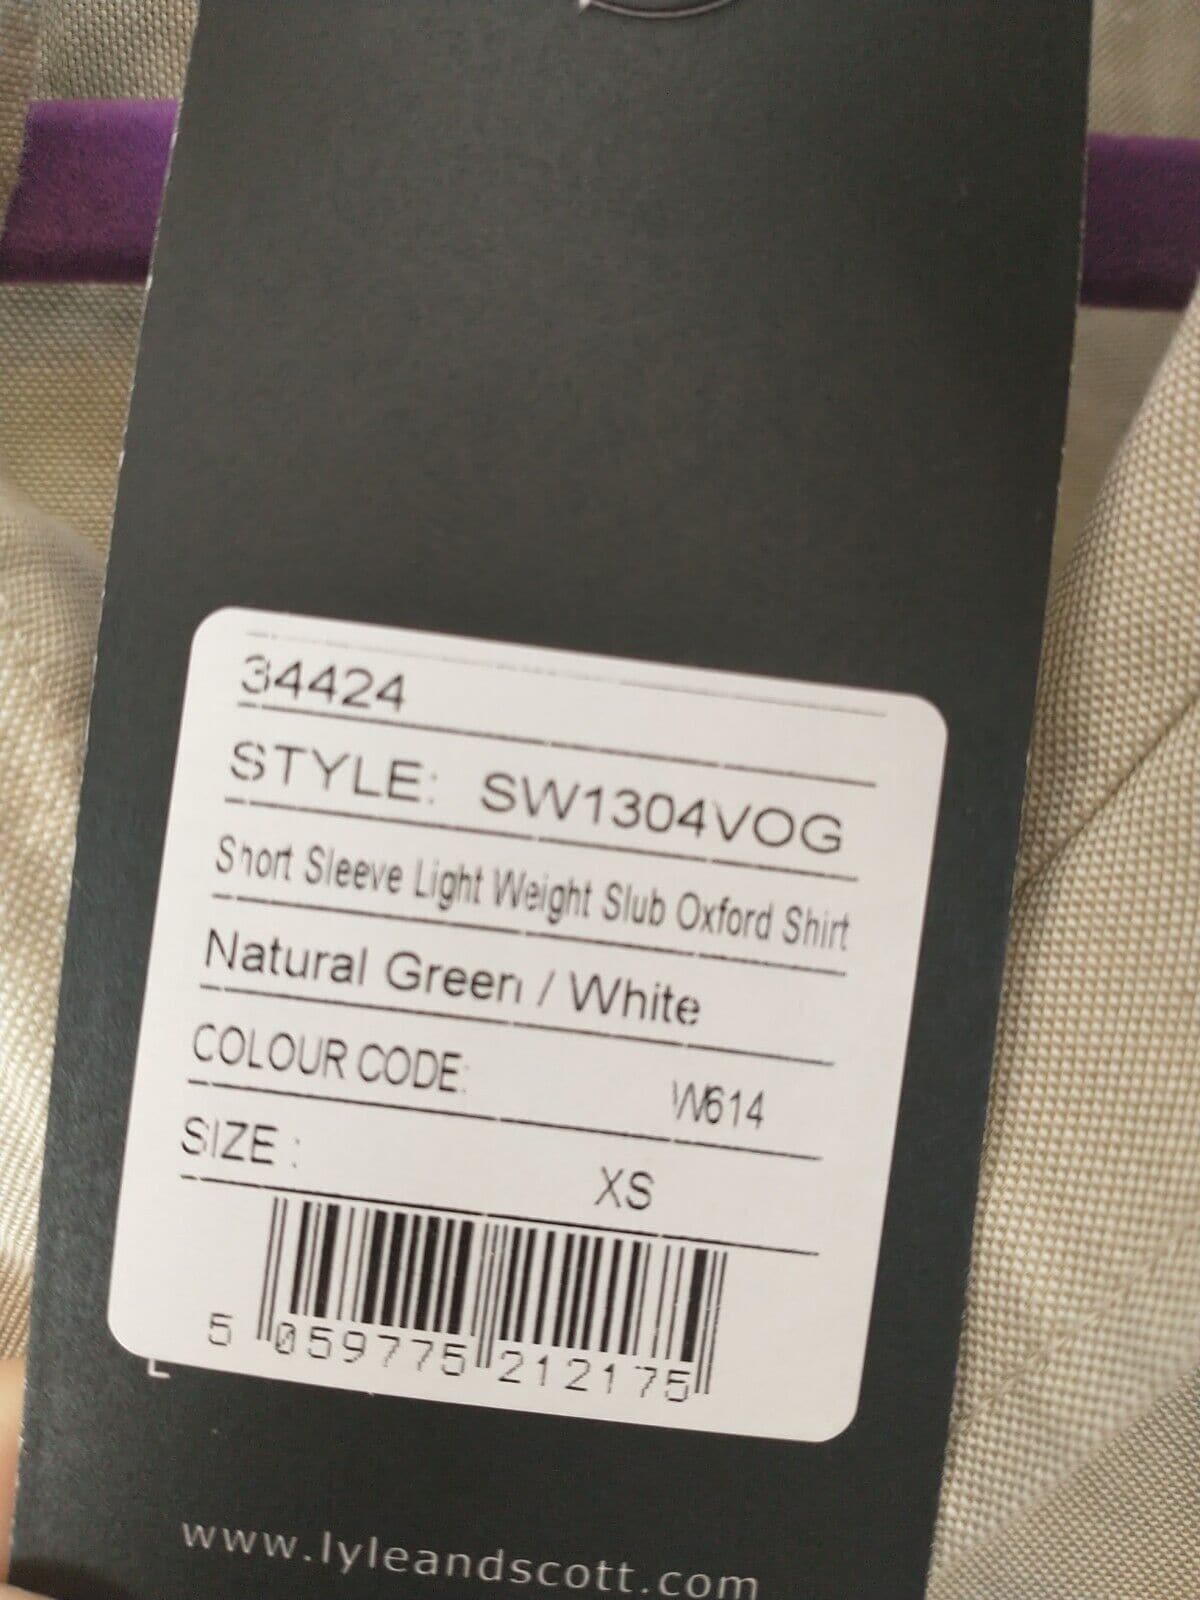 34424
STYLE: SW1304VOG
Short Sleeve Light Weight Slub Oxford Shirt
Natural Green / White
COLOUR CODE: W614
SIZE : XS
5 059775 212175
www.lyleandscott.com